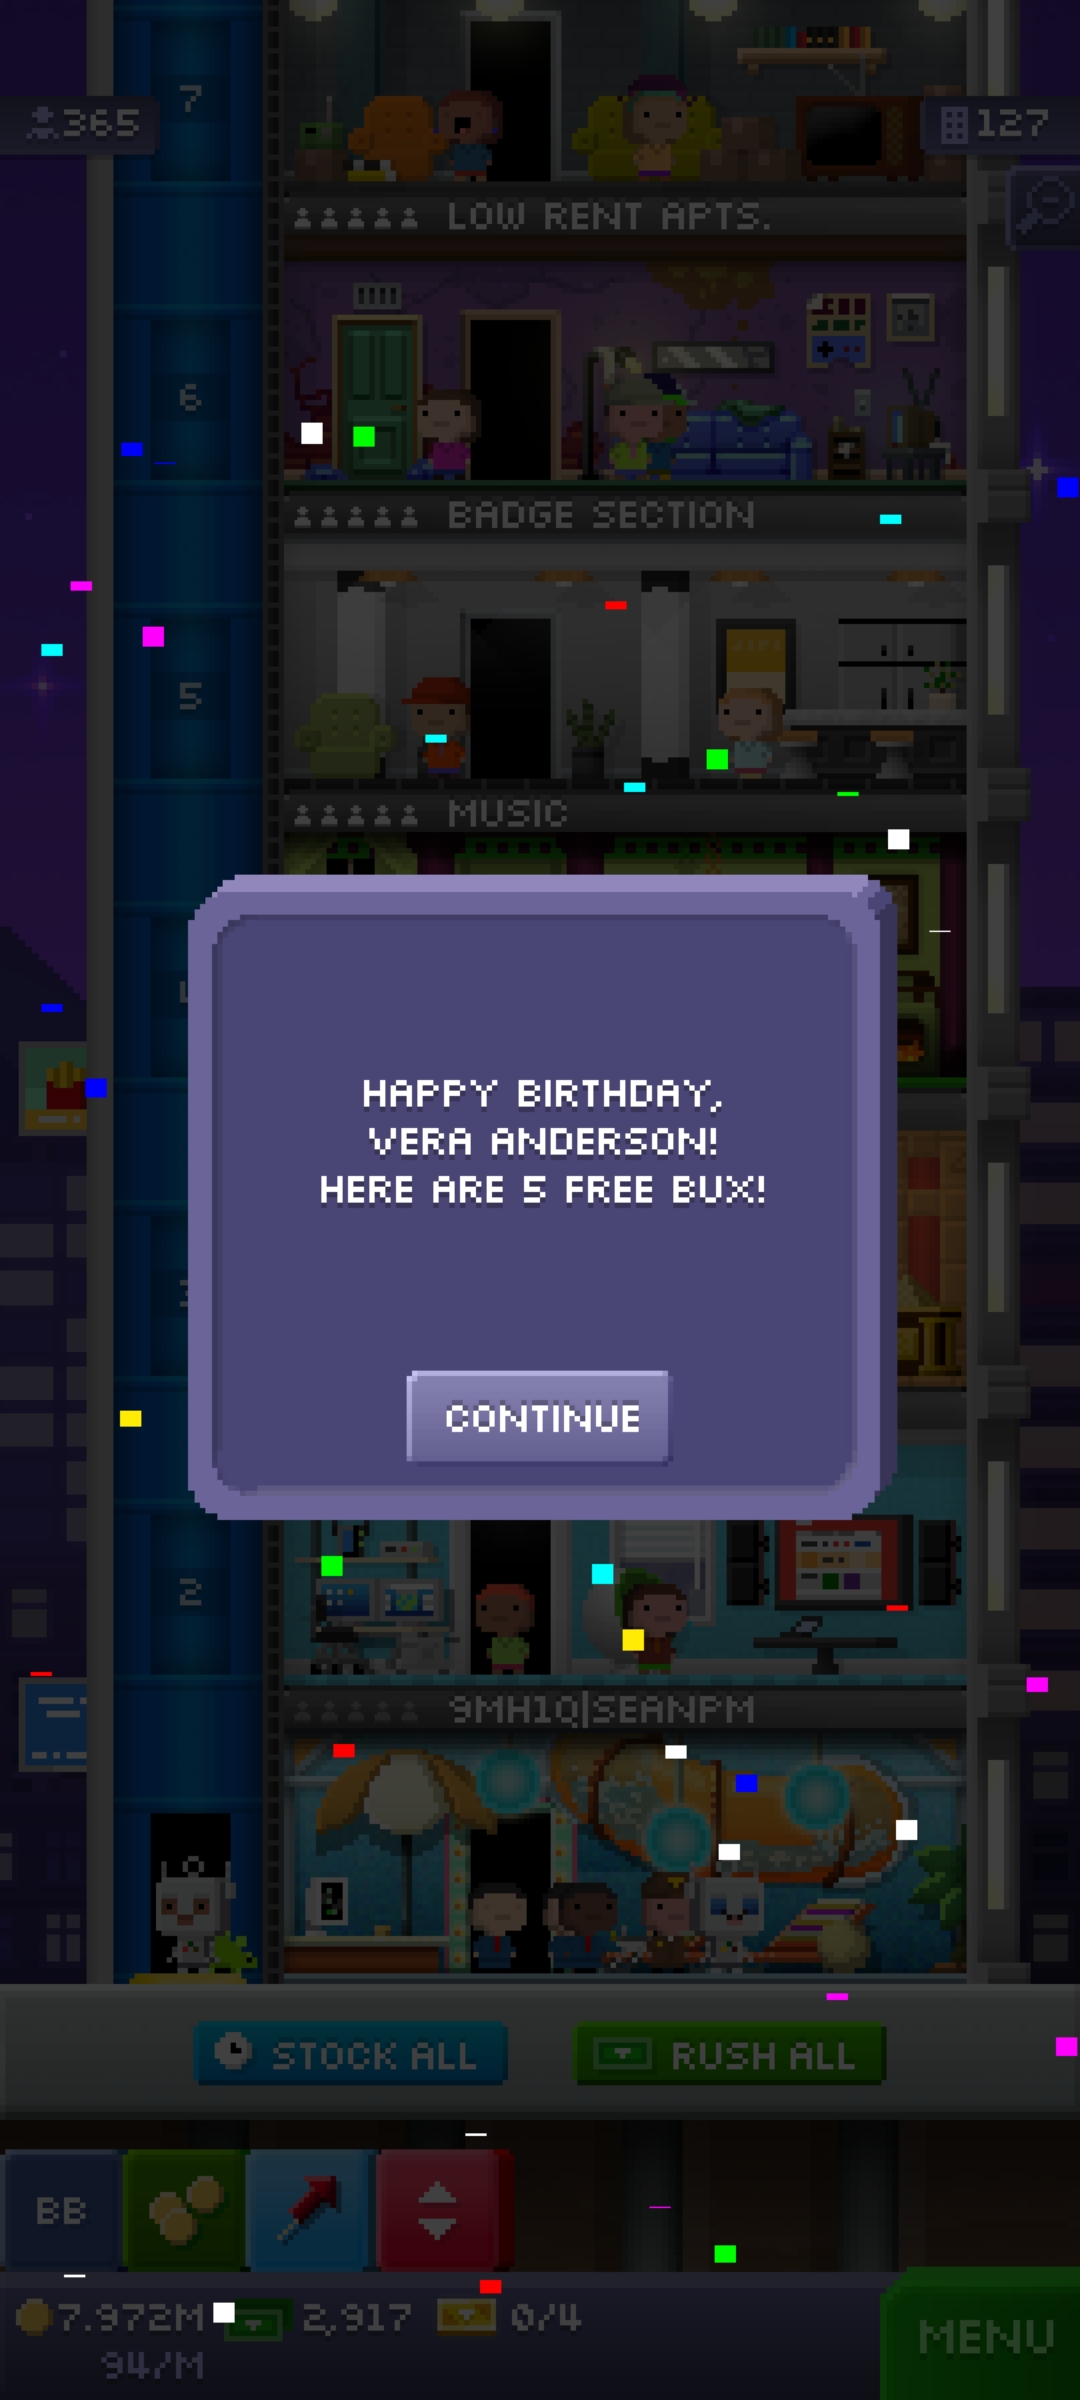 7
365
127
LOW RENT APTS.
6
BADGE SECTION
5
MUSIC
HAPPY BIRTHDAY,
VERA ANDERSON!
HERE ARE 5 FREE BUX!
CONTINUE
2
9MH1Q|SEANPM
STOCK ALL
RUSH ALL
BB
7.972M
2,917
0/4
94/M
MENU